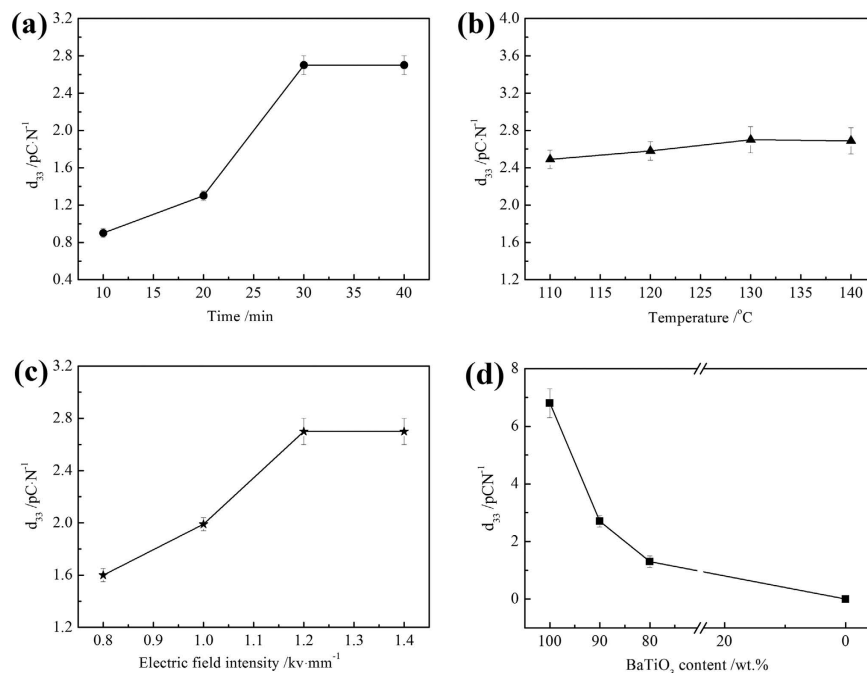 (a)
3.2
2.8
2.4
2.0
1.6
1.2
0.8
0.4
d₃₃ /pC·N⁻¹
10 15 20 25 30 35 40
Time /min
(b)
4.0
3.6
3.2
2.8
2.4
2.0
1.6
1.2
d₃₃ /pC·N⁻¹
110 115 120 125 130 135 140
Temperature /°C
(c)
3.2
2.8
2.4
2.0
1.6
1.2
d₃₃ /pC·N⁻¹
0.8 0.9 1.0 1.1 1.2 1.3 1.4
Electric field intensity /kv·mm⁻¹
(d)
8
6
4
2
0
d₃₃ /pCN⁻¹
100 90 80 20 0
BaTiO₃ content /wt.%